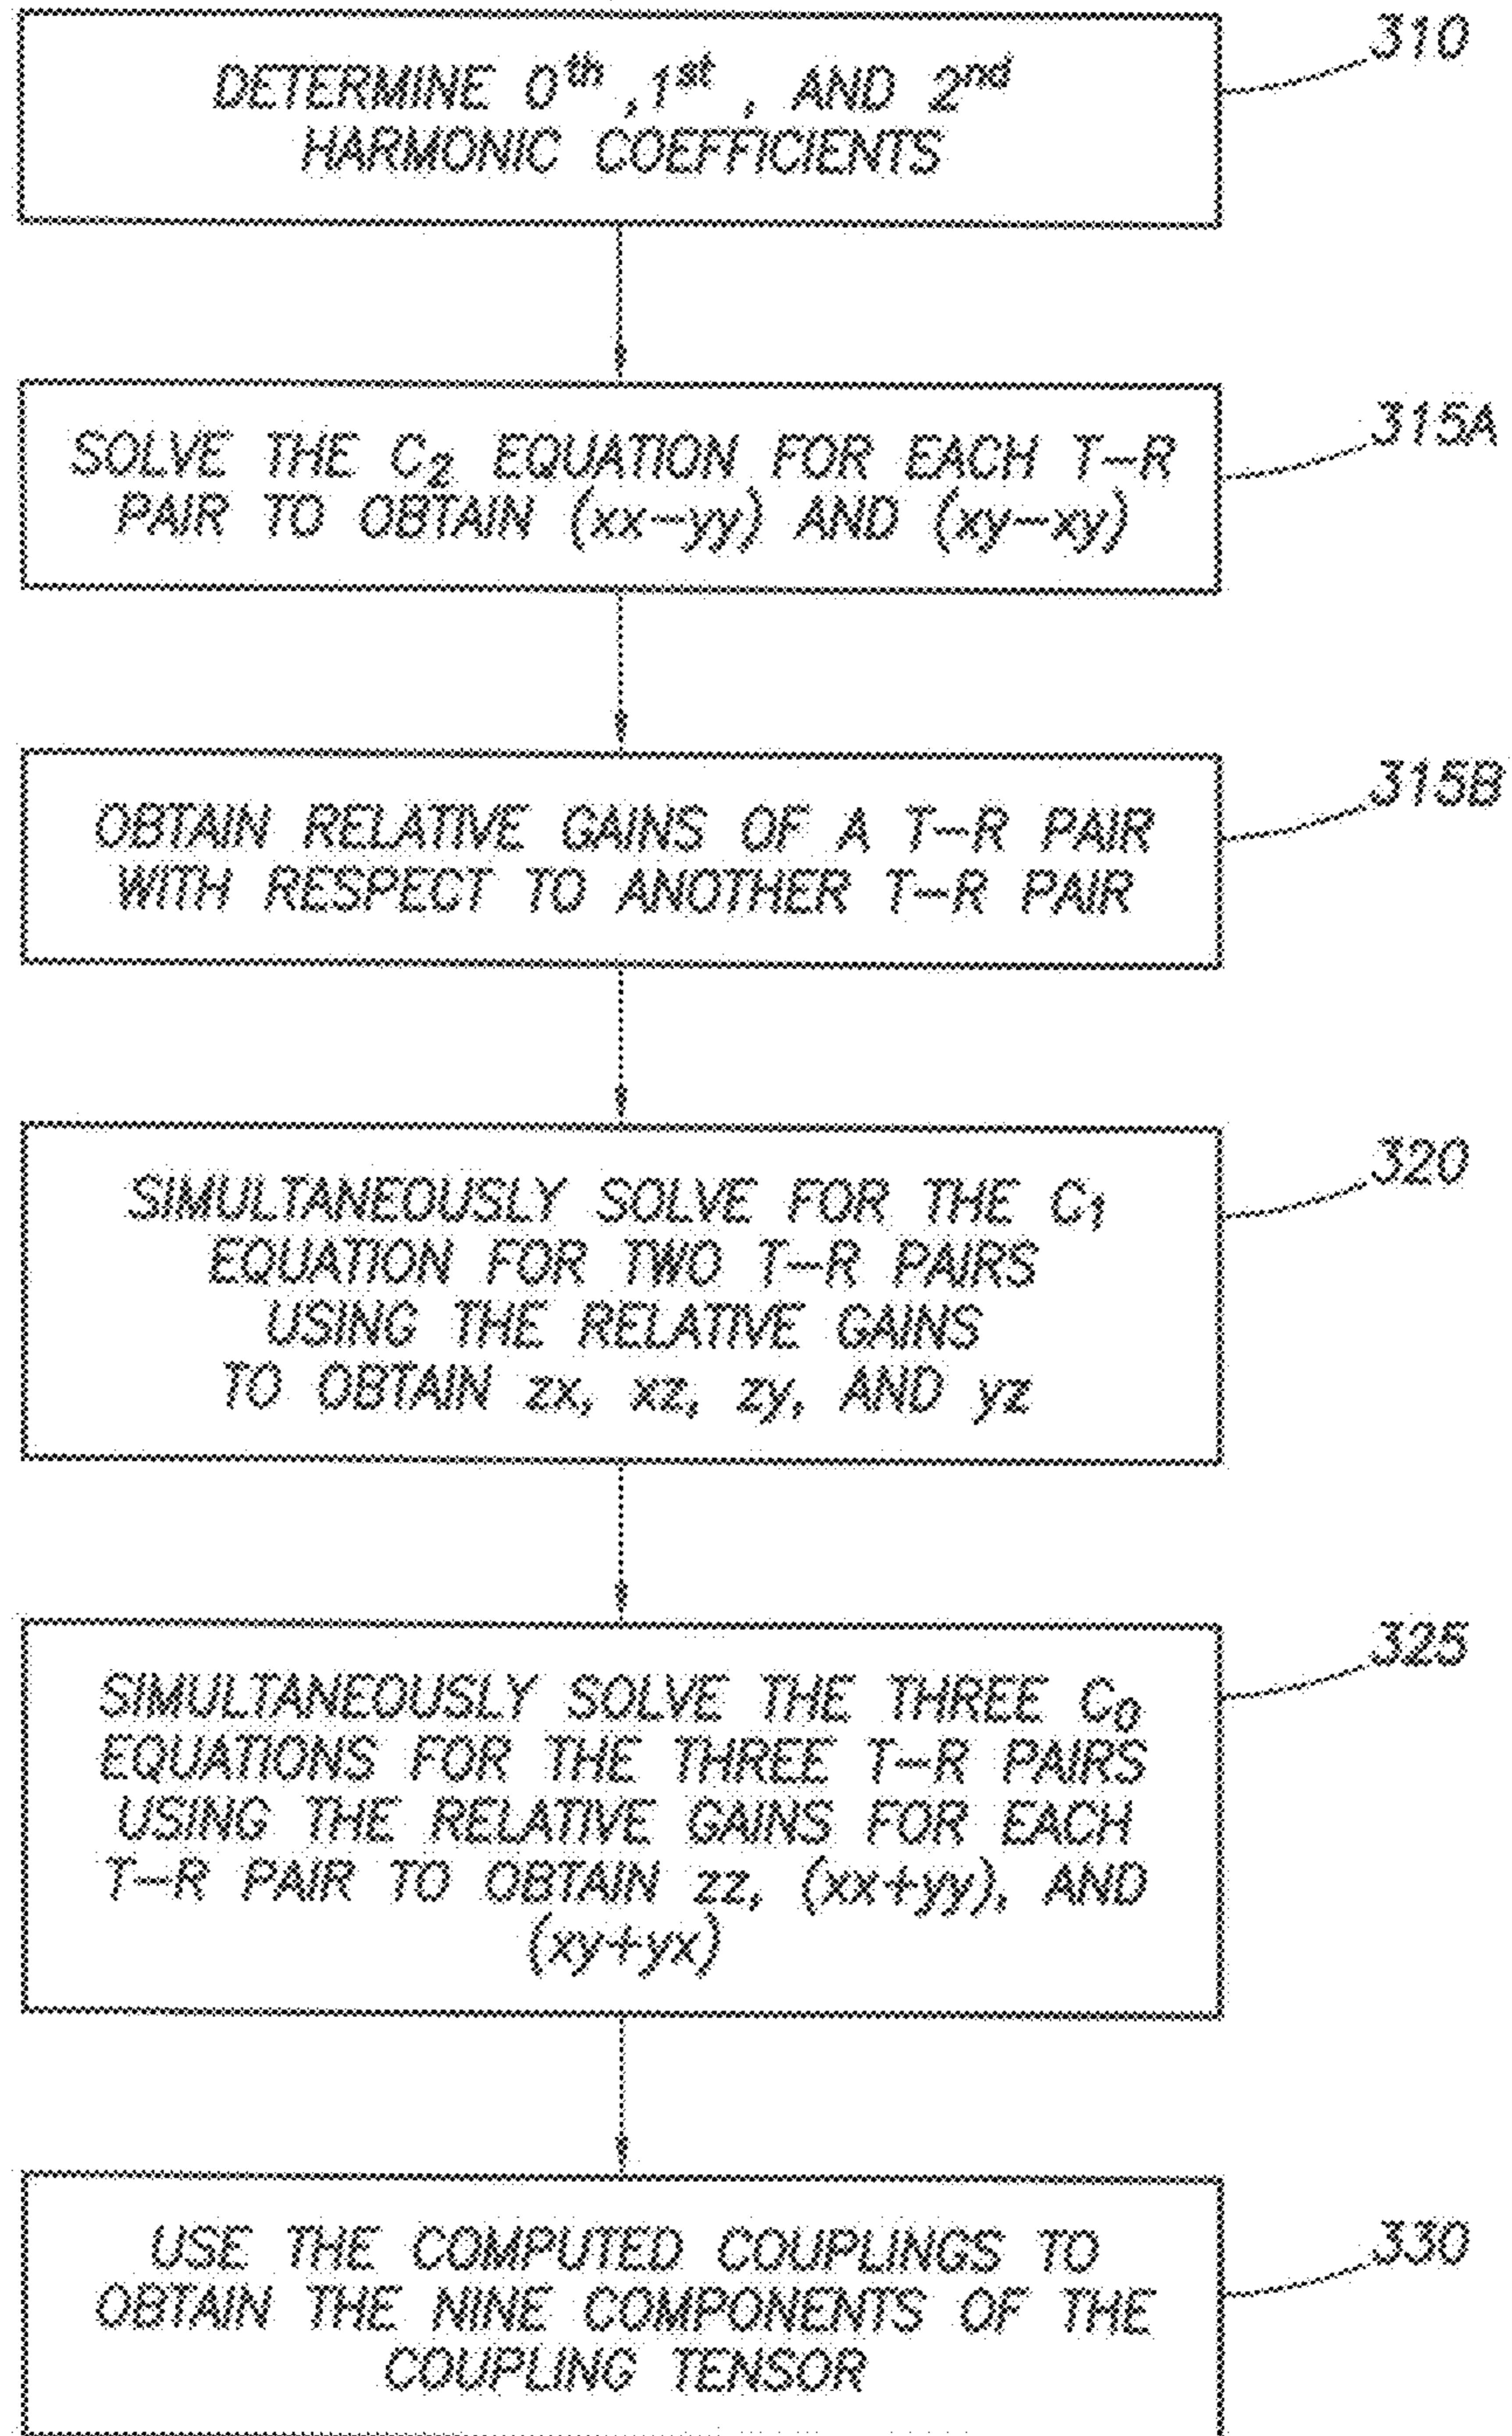 DETERMINE 0th, 1st, AND 2nd
HARMONIC COEFFICIENTS
310
SOLVE THE C2 EQUATION FOR EACH T-R
PAIR TO OBTAIN (xx-yy) AND (xy-xy)
315A
OBTAIN RELATIVE GAINS OF A T-R PAIR
WITH RESPECT TO ANOTHER T-R PAIR
315B
SIMULTANEOUSLY SOLVE FOR THE C1
EQUATION FOR TWO T-R PAIRS
USING THE RELATIVE GAINS
TO OBTAIN zx, xz, zy, AND yz
320
SIMULTANEOUSLY SOLVE THE THREE C0
EQUATIONS FOR THE THREE T-R PAIRS
USING THE RELATIVE GAINS FOR EACH
T-R PAIR TO OBTAIN zz, (xx+yy), AND
(xy+yx)
325
USE THE COMPUTED COUPLINGS TO
OBTAIN THE NINE COMPONENTS OF THE
COUPLING TENSOR
330